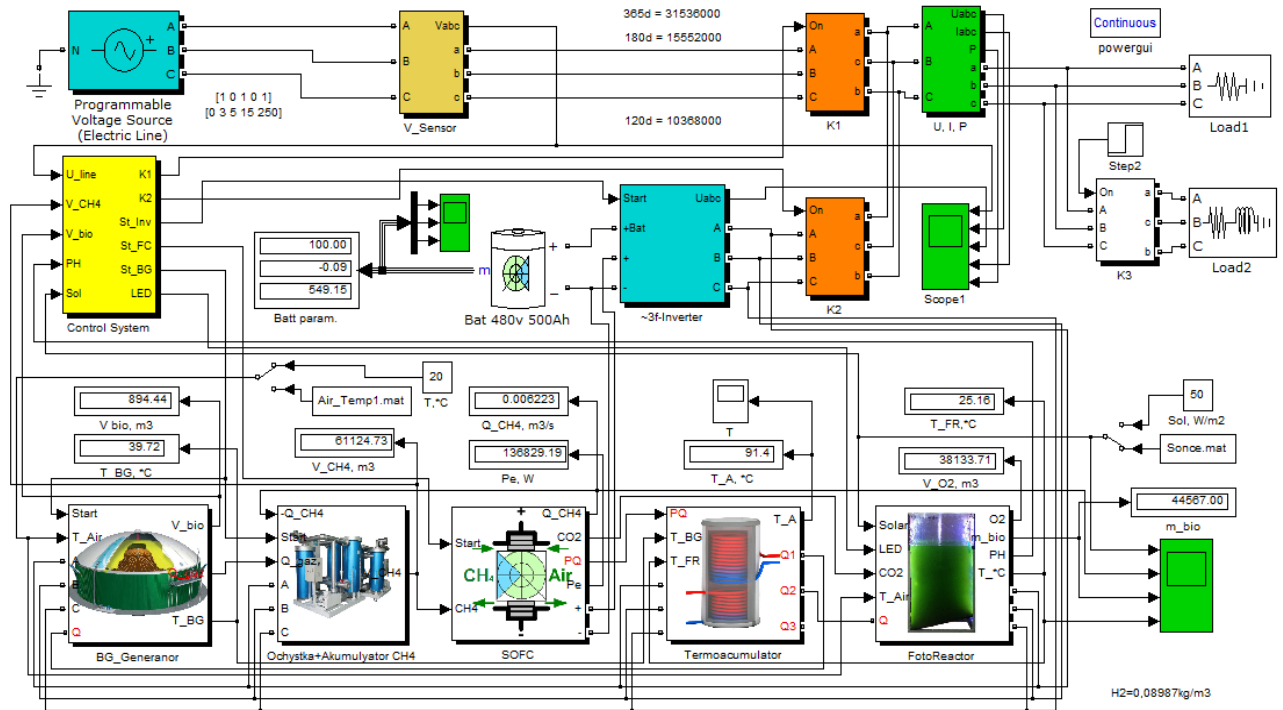 365d = 31536000
180d = 15552000
120d = 10368000
N
A
B
C
Programmable
Voltage Source
(Electric Line)
[1 0 1 0 1]
[0 3 5 15 250]
A
B
C
Vabc
a
b
c
V_Sensor
On
A
B
C
a
c
b
K1
A
B
C
Uabc
Iabc
P
a
b
c
U, I, P
Continuous
powergui
A
B
C
Load1
Step2
On
A
B
C
a
c
b
K3
A
B
C
Load2
U_line
V_CH4
V_bio
PH
Sol
K1
K2
St_Inv
St_FC
St_BG
LED
Control System
100.00
-0.09
549.15
Batt param.
m
+
−
Bat 480v 500Ah
Start
+Bat
+
-
Uabc
A
B
C
~3f-Inverter
On
A
B
C
a
c
b
K2
Scope1
894.44
V bio, m3
39.72
T_BG, *C
20
T,*C
Air_Temp1.mat
61124.73
V_CH4, m3
0.006223
Q_CH4, m3/s
136829.19
Pe, W
T
91.4
T_A, *C
25.16
T_FR,*C
38133.71
V_O2, m3
50
Sol, W/m2
Sonce.mat
44567.00
m_bio
Start
T_Air
A
B
C
Q
V_bio
T_BG
BG_Generanor
-Q_CH4
Start
Q_gaz
A
B
C
CH4
Ochystka+Akumulyator CH4
Start
CH4
+
CH4
Air
-
Q_CH4
CO2
PQ
Pe
+
-
SOFC
PQ
T_BG
T_FR
A
B
C
T_A
Q1
Q2
Q3
Termoacumulator
Solar
LED
CO2
T_Air
Q
O2
m_bio
PH
T_*C
A
B
C
FotoReactor
H2=0,08987kg/m3